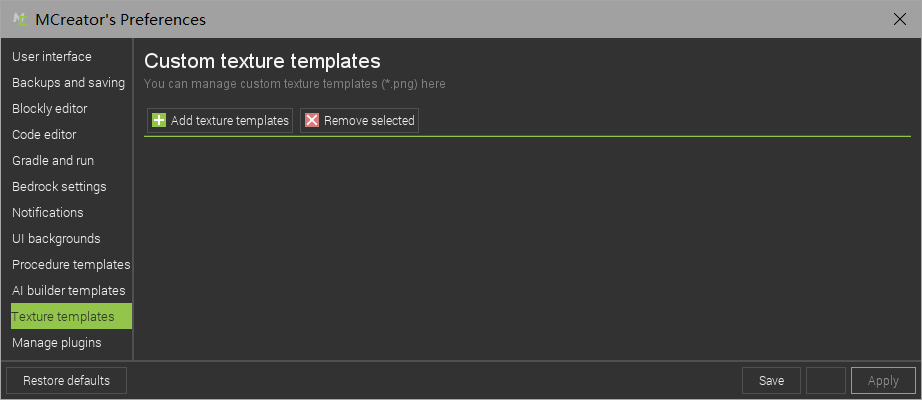 MCreator's Preferences
User interface
Backups and saving
Blockly editor
Code editor
Gradle and run
Bedrock settings
Notifications
UI backgrounds
Procedure templates
AI builder templates
Texture templates
Manage plugins
Custom texture templates
You can manage custom texture templates (*.png) here
Add texture templates
Remove selected
Restore defaults
Save
Apply